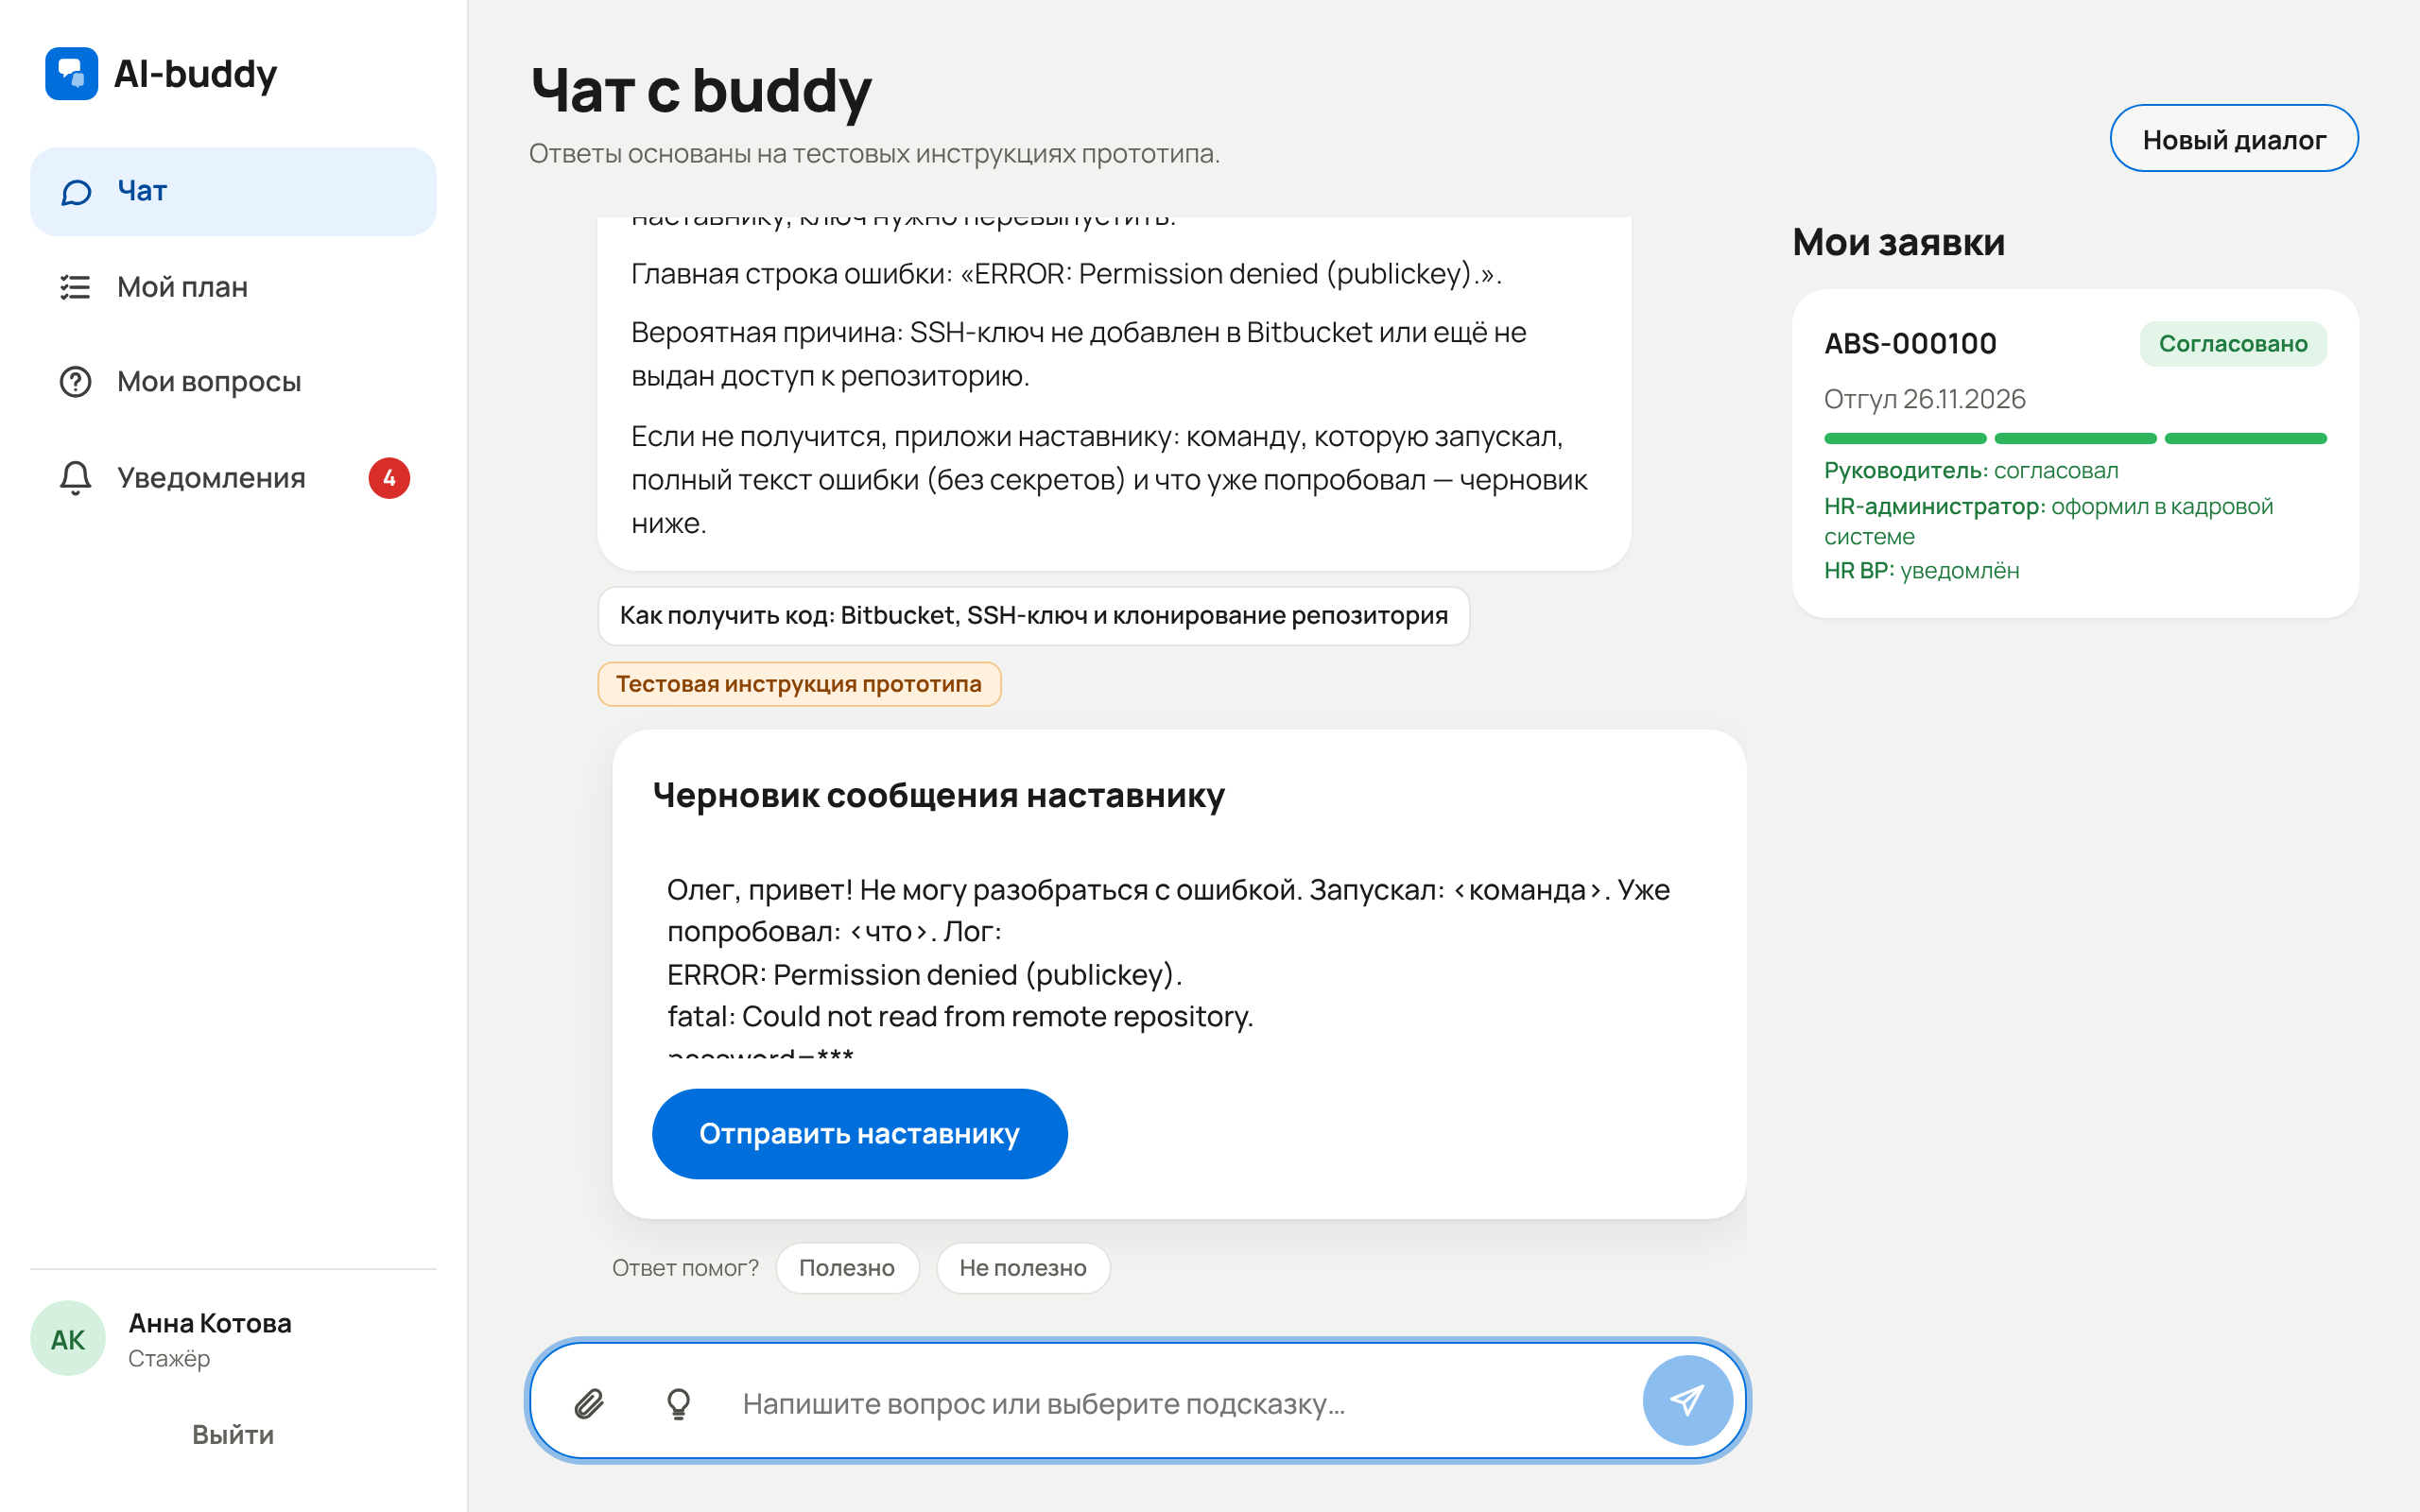 AI-buddy
Чат
Мой план
Мои вопросы
Уведомления
4
АК
Анна Котова
Стажёр
Выйти
Чат с buddy
Ответы основаны на тестовых инструкциях прототипа.
Новый диалог
наставнику, ключ нужно перевыпустить.
Главная строка ошибки: «ERROR: Permission denied (publickey).».
Вероятная причина: SSH-ключ не добавлен в Bitbucket или ещё не
выдан доступ к репозиторию.
Если не получится, приложи наставнику: команду, которую запускал,
полный текст ошибки (без секретов) и что уже попробовал — черновик
ниже.
Как получить код: Bitbucket, SSH-ключ и клонирование репозитория
Тестовая инструкция прототипа
Черновик сообщения наставнику
Олег, привет! Не могу разобраться с ошибкой. Запускал: <команда>. Уже
попробовал: <что>. Лог:
ERROR: Permission denied (publickey).
fatal: Could not read from remote repository.
password=***
Отправить наставнику
Ответ помог?
Полезно
Не полезно
Напишите вопрос или выберите подсказку…
Мои заявки
ABS-000100
Согласовано
Отгул 26.11.2026
Руководитель: согласовал
HR-администратор: оформил в кадровой
системе
HR BP: уведомлён